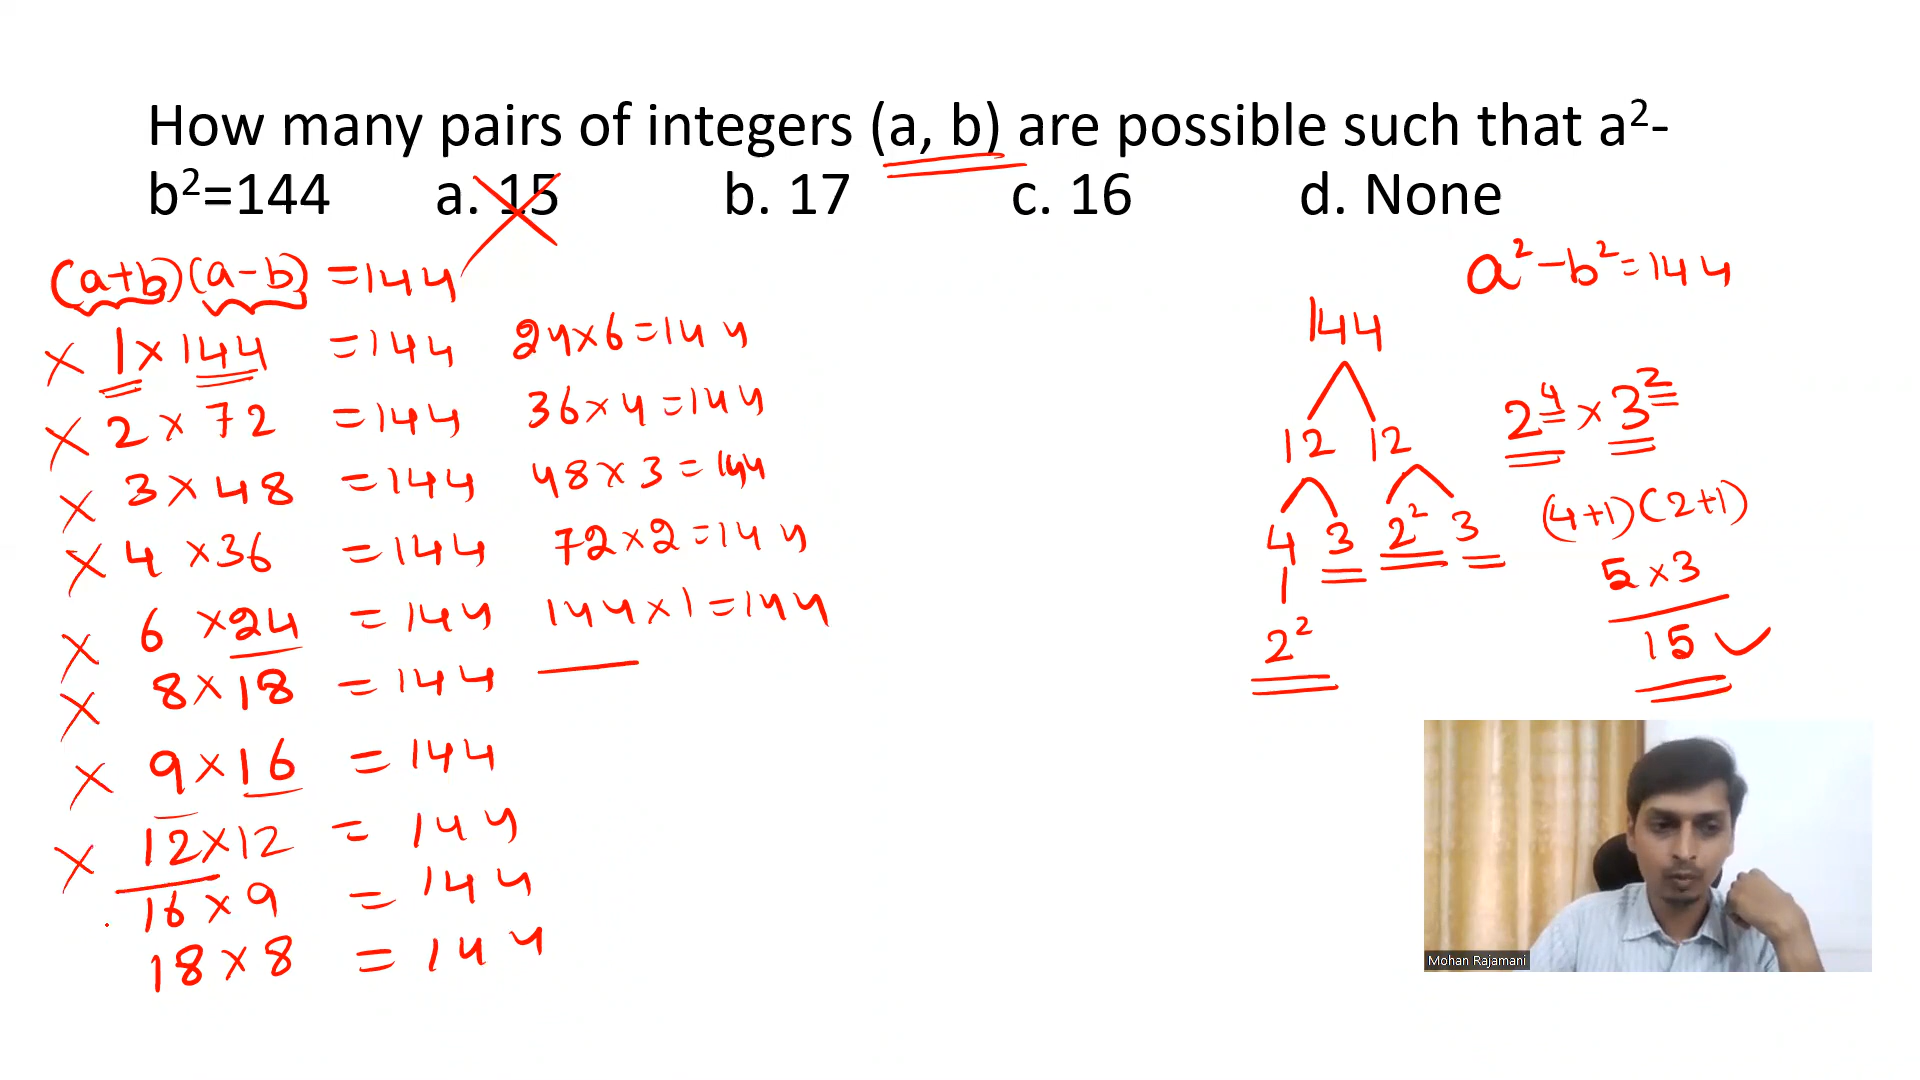 How many pairs of integers (a, b) are possible such that a²-
b²=144 a. 15 b. 17 c. 16 d. None
(a+b)(a-b) =144
a²-b²=144
× 1×144 =144
24×6=144
144
× 2×72 =144
36×4=144
12 12
2⁴×3²
× 3×48 =144
48×3=144
4 3 2² 3
(4+1)(2+1)
× 4×36 =144
72×2=144
5×3
× 6×24 =144
144×1=144
2²
15 ✓
× 8×18 =144
× 9×16 =144
× 12×12 =144
16×9 =144
18×8 =144
Mohan Rajamani